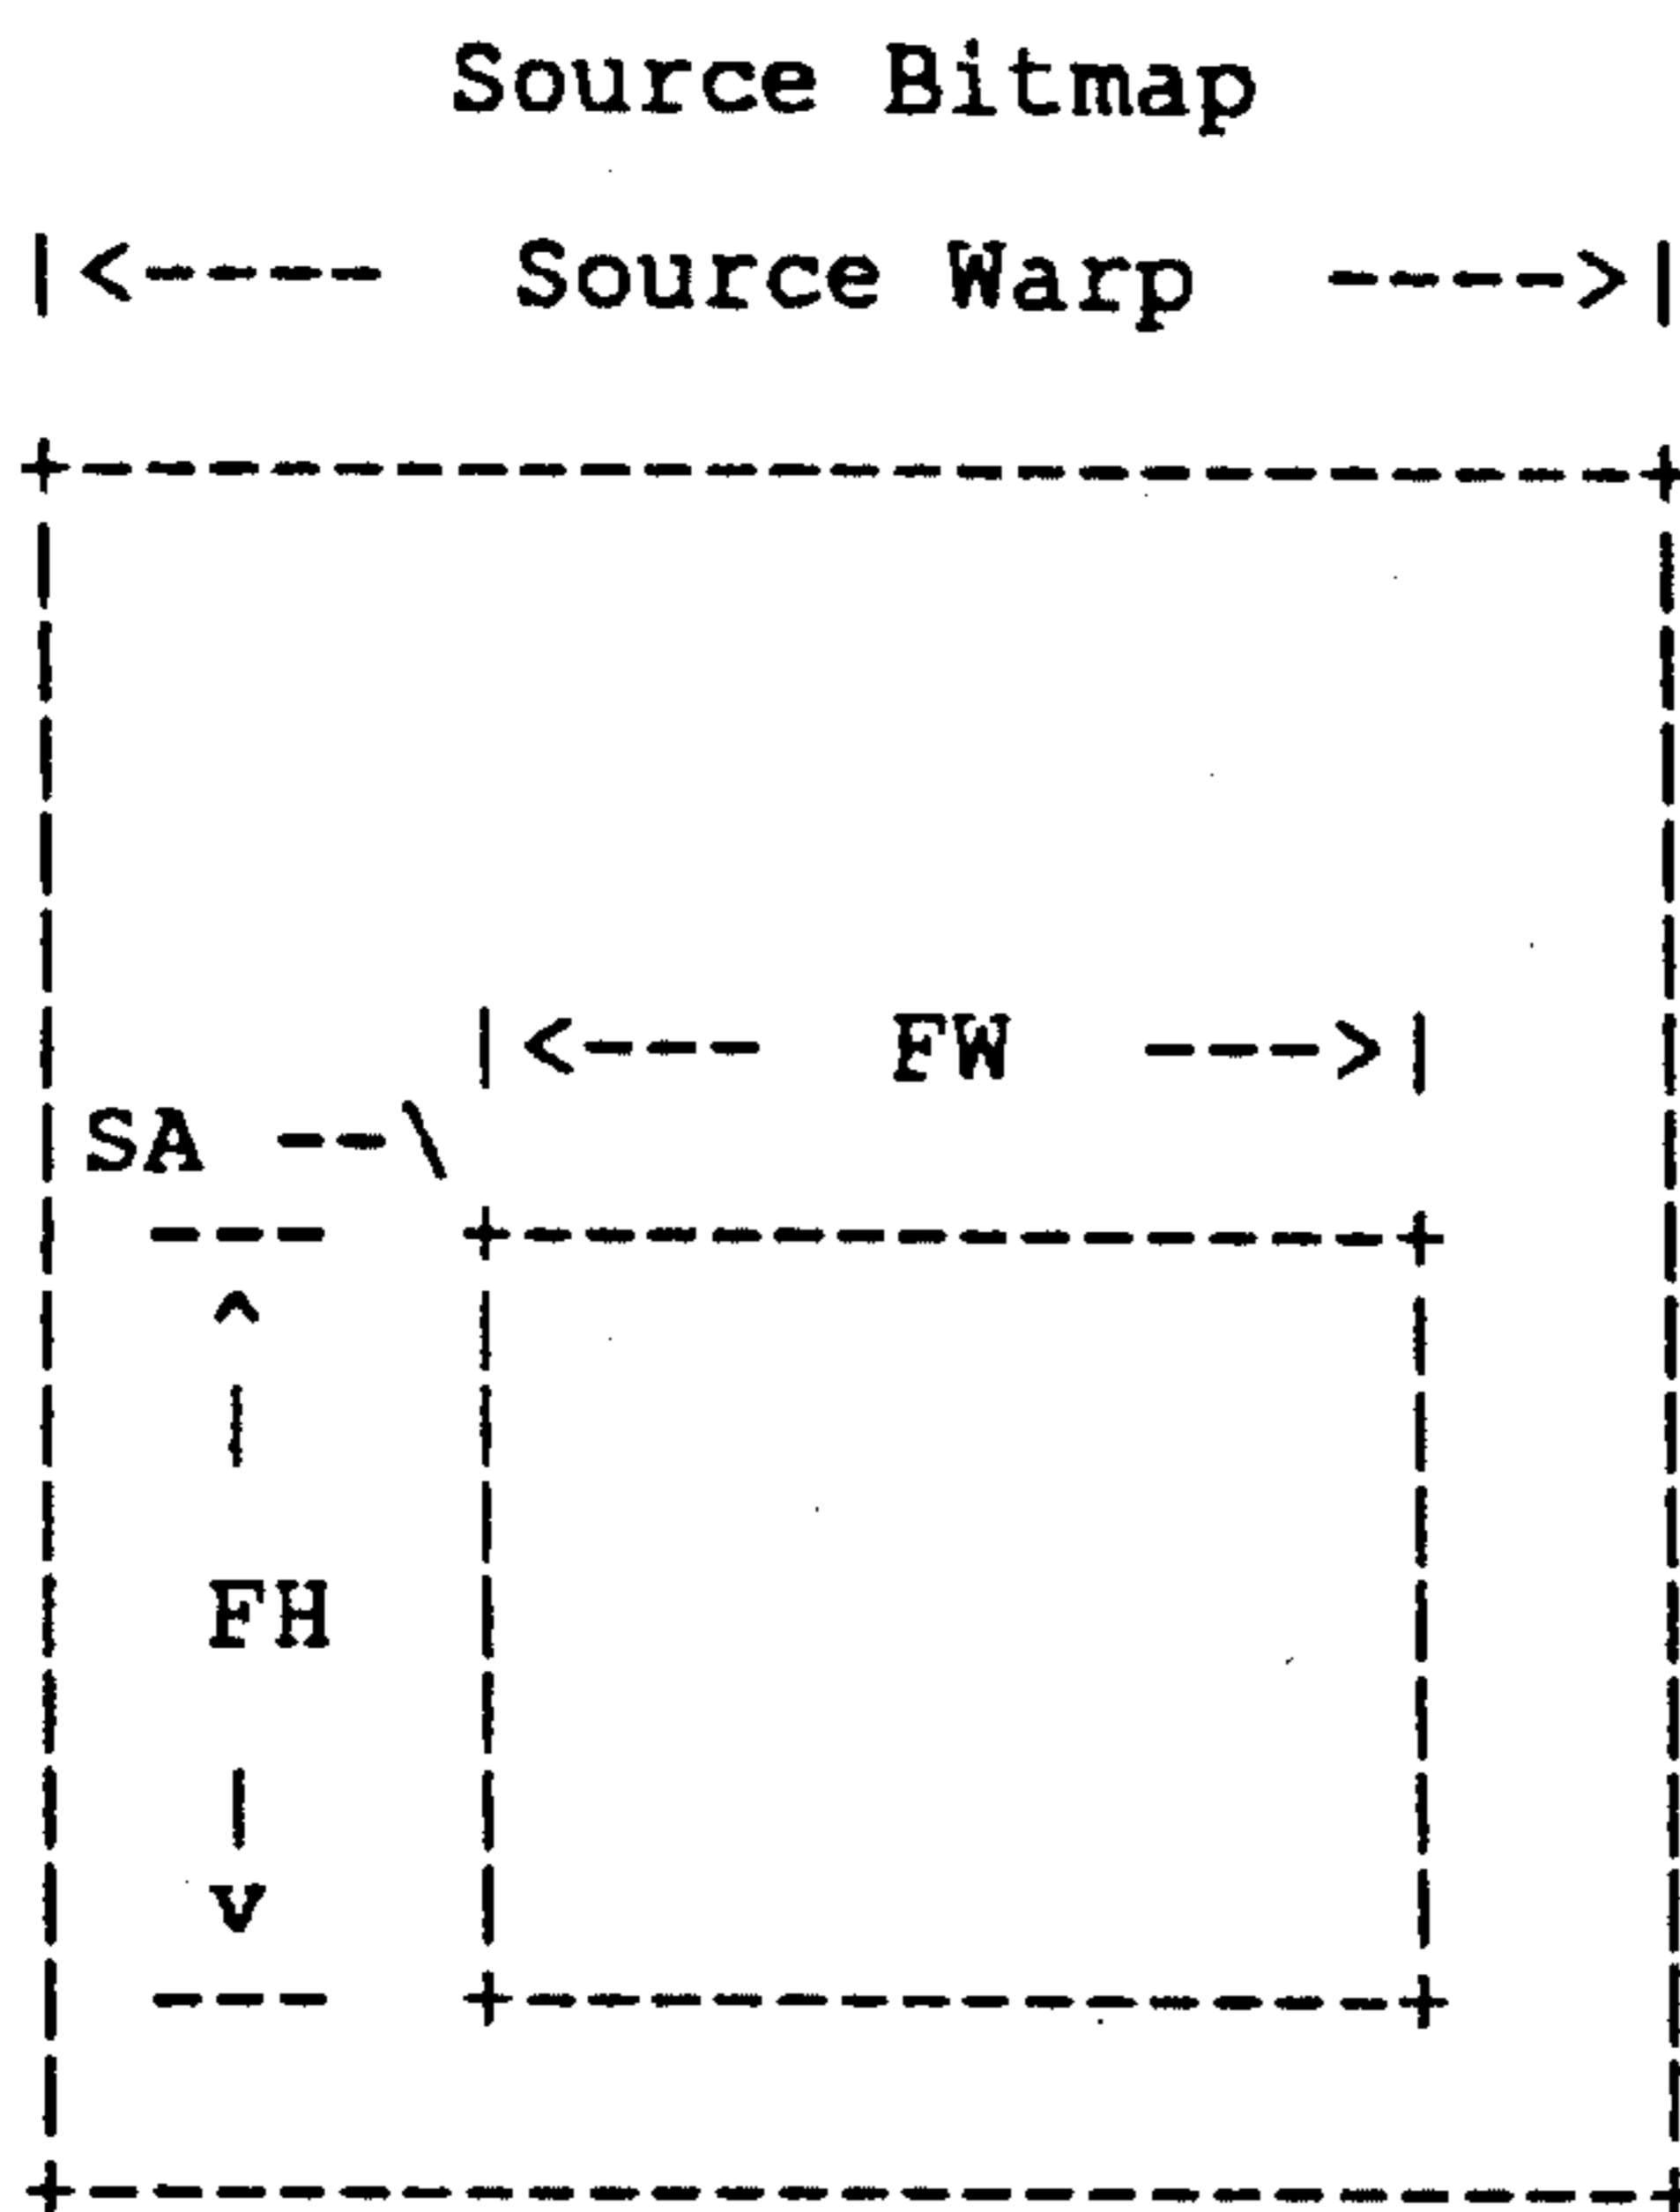 Source Bitmap
|<---- Source Warp ---->|
|<--- FW --->|
SA --\
FH